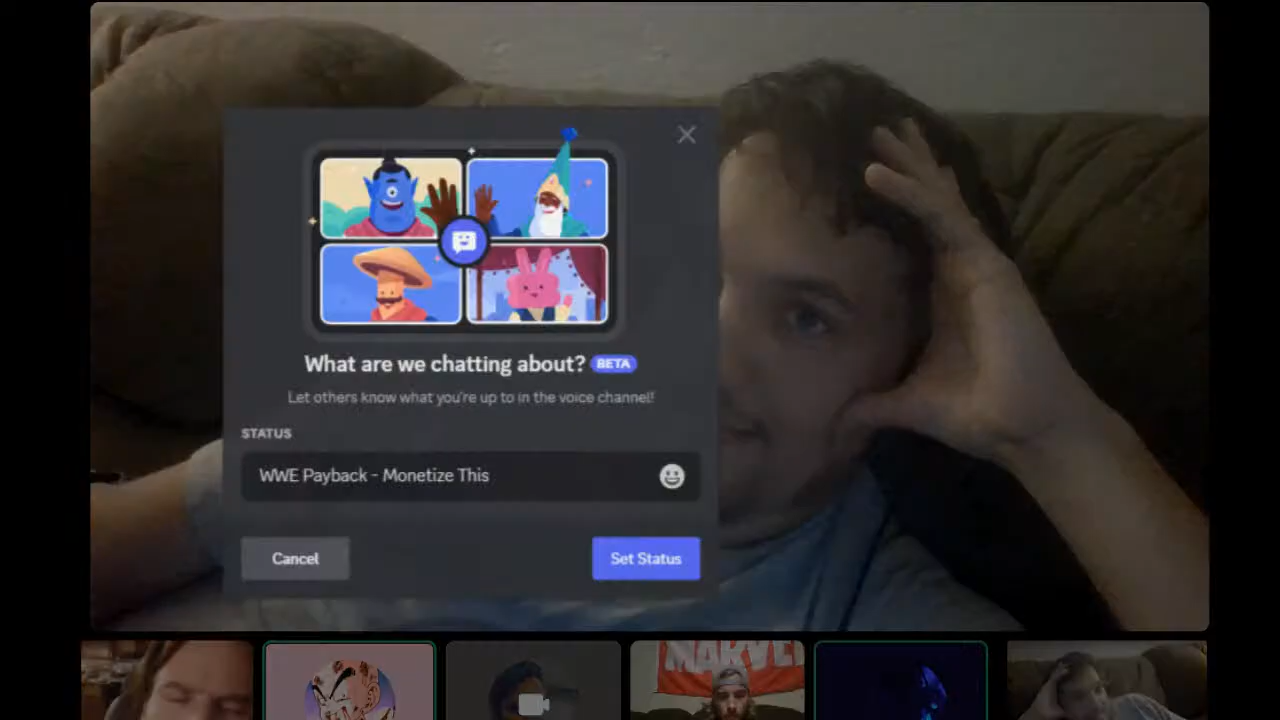 What are we chatting about? BETA
Let others know what you're up to in the voice channel!
STATUS
WWE Payback - Monetize This
Cancel
Set Status
MARVEL